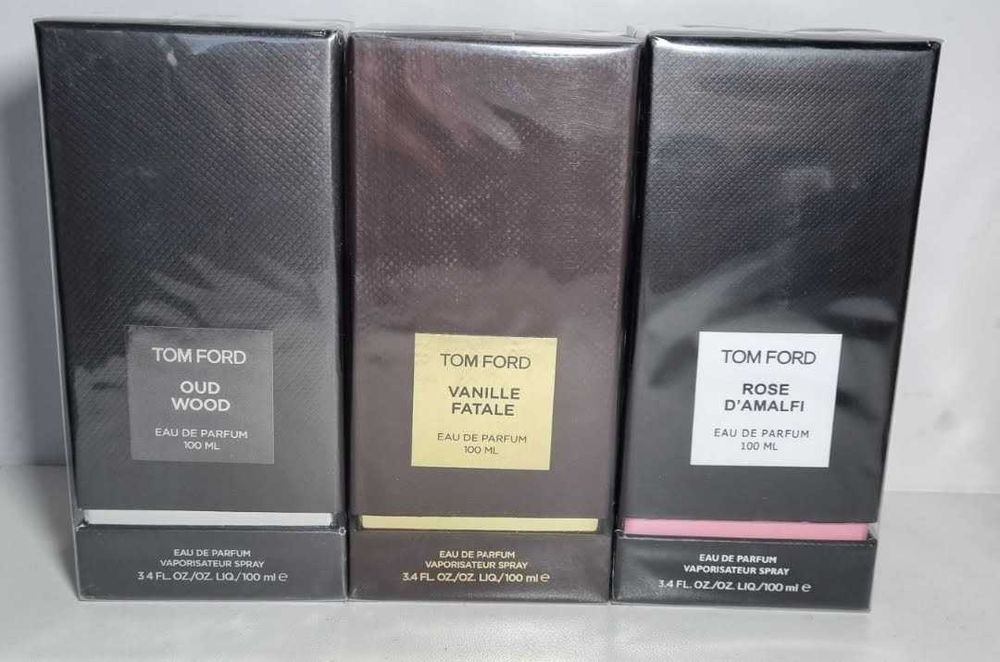 TOM FORD
OUD
WOOD
EAU DE PARFUM
100 ML
EAU DE PARFUM
VAPORISATEUR SPRAY
3.4 FL. OZ./OZ. LIQ./100 ml ℮
TOM FORD
VANILLE
FATALE
EAU DE PARFUM
100 ML
EAU DE PARFUM
VAPORISATEUR SPRAY
3.4 FL. OZ./OZ. LIQ./100 ml ℮
TOM FORD
ROSE
D'AMALFI
EAU DE PARFUM
100 ML
EAU DE PARFUM
VAPORISATEUR SPRAY
3.4 FL. OZ./OZ. LIQ./100 ml ℮